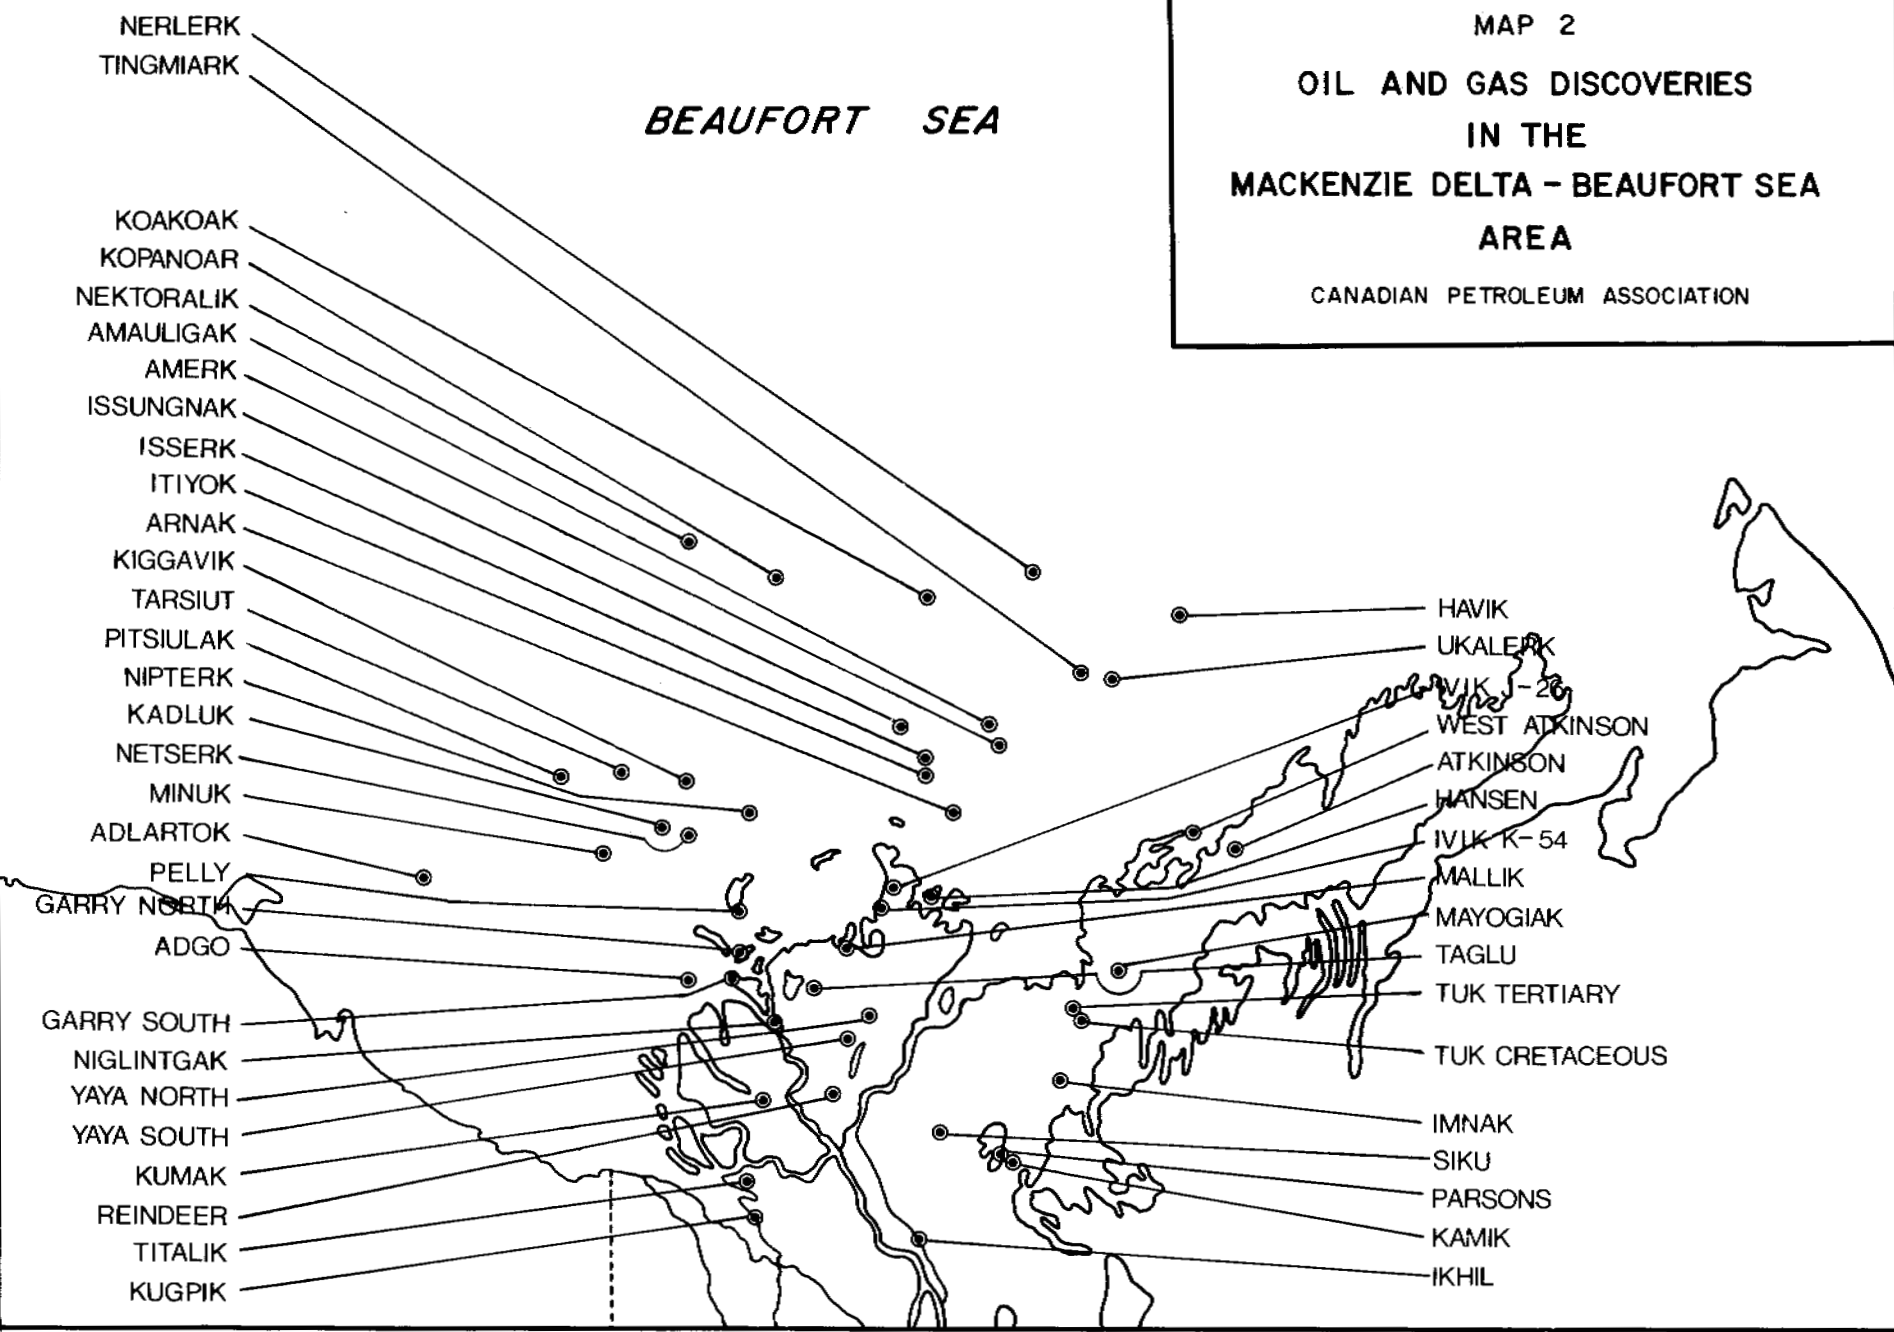 NERLERK
TINGMIARK
BEAUFORT SEA
MAP 2
OIL AND GAS DISCOVERIES
IN THE
MACKENZIE DELTA – BEAUFORT SEA
AREA
CANADIAN PETROLEUM ASSOCIATION
KOAKOAK
KOPANOAR
NEKTORALIK
AMAULIGAK
AMERK
ISSUNGNAK
ISSERK
ITIYOK
ARNAK
KIGGAVIK
TARSIUT
PITSIULAK
NIPTERK
KADLUK
NETSERK
MINUK
ADLARTOK
PELLY
GARRY NORTH
ADGO
GARRY SOUTH
NIGLINTGAK
YAYA NORTH
YAYA SOUTH
KUMAK
REINDEER
TITALIK
KUGPIK
HAVIK
UKALERK
IVIK J-26
WEST ATKINSON
ATKINSON
HANSEN
IVIK K-54
MALLIK
MAYOGIAK
TAGLU
TUK TERTIARY
TUK CRETACEOUS
IMNAK
SIKU
PARSONS
KAMIK
IKHIL